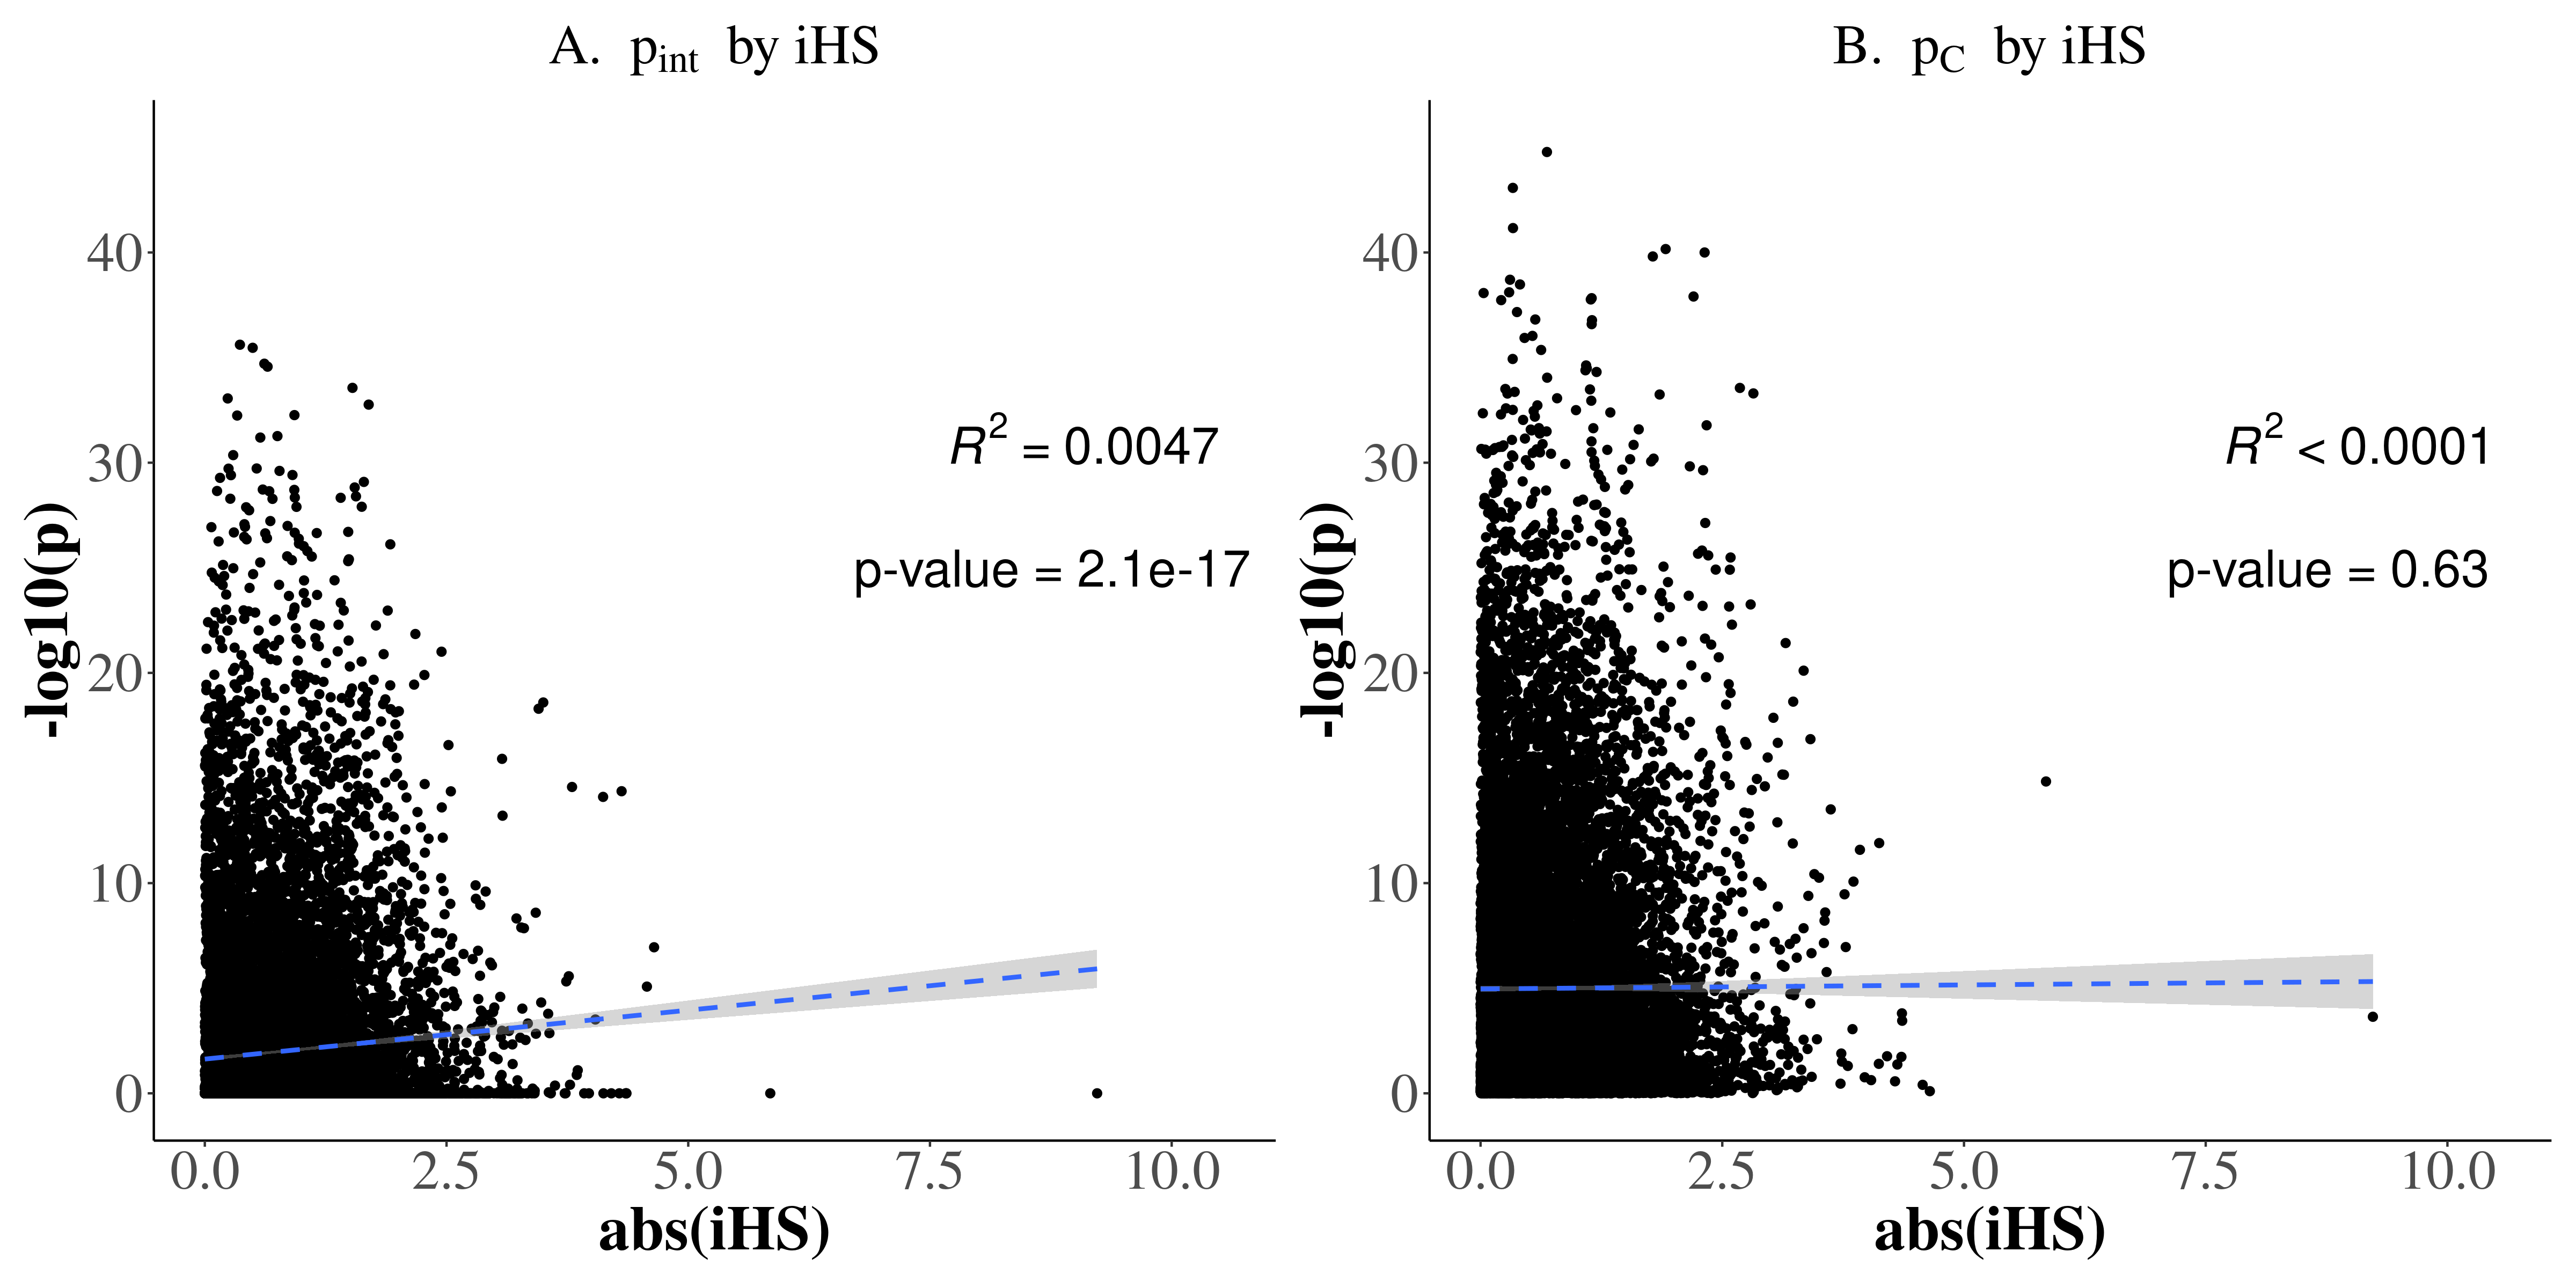 A. p_int by iHS
-log10(p)
40
30
20
10
0
R² = 0.0047
p-value = 2.1e-17
0.0 2.5 5.0 7.5 10.0
abs(iHS)
B. p_C by iHS
-log10(p)
40
30
20
10
0
R² < 0.0001
p-value = 0.63
0.0 2.5 5.0 7.5 10.0
abs(iHS)